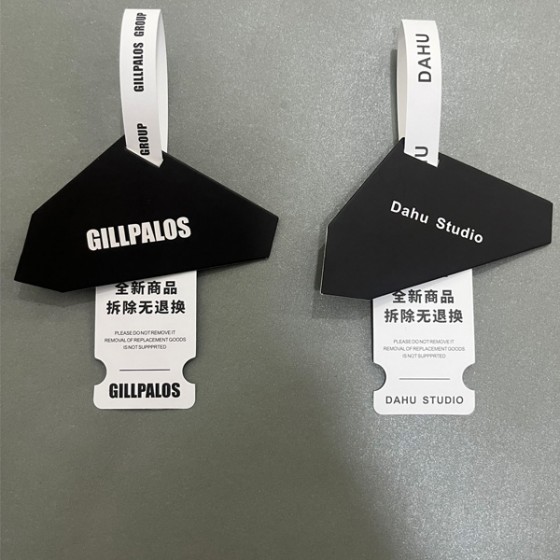 GILLPALOS GROUP
GROUP
GILLPALOS
全新商品
拆除无退换
PLEASE DO NOT REMOVE IT
REMOVAL OF REPLACEMENT GOODS
IS NOT SUPPPRTED
GILLPALOS
DAHU
U
Dahu Studio
全新商品
拆除无退换
PLEASE DO NOT REMOVE IT
REMOVAL OF REPLACEMENT GOODS
IS NOT SUPPPRTED
DAHU STUDIO